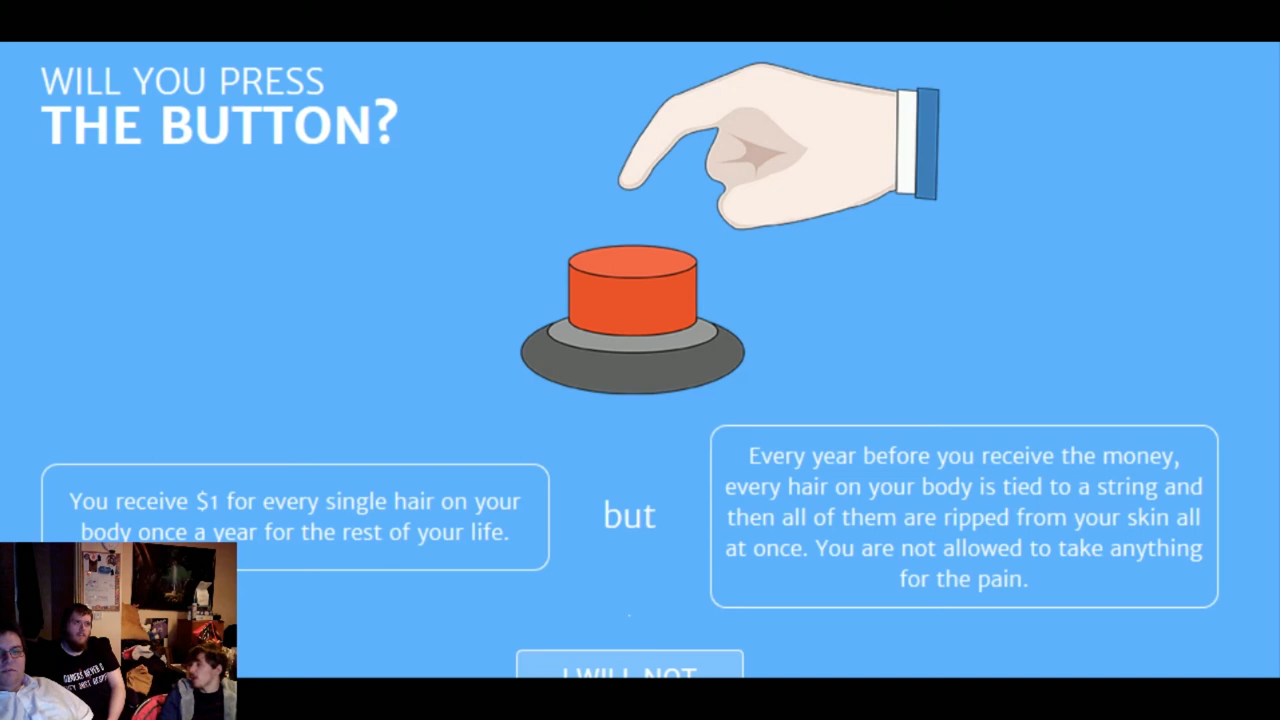 WILL YOU PRESS
THE BUTTON?
You receive $1 for every single hair on your
body once a year for the rest of your life.
but
Every year before you receive the money,
every hair on your body is tied to a string and
then all of them are ripped from your skin all
at once. You are not allowed to take anything
for the pain.
I WILL NOT